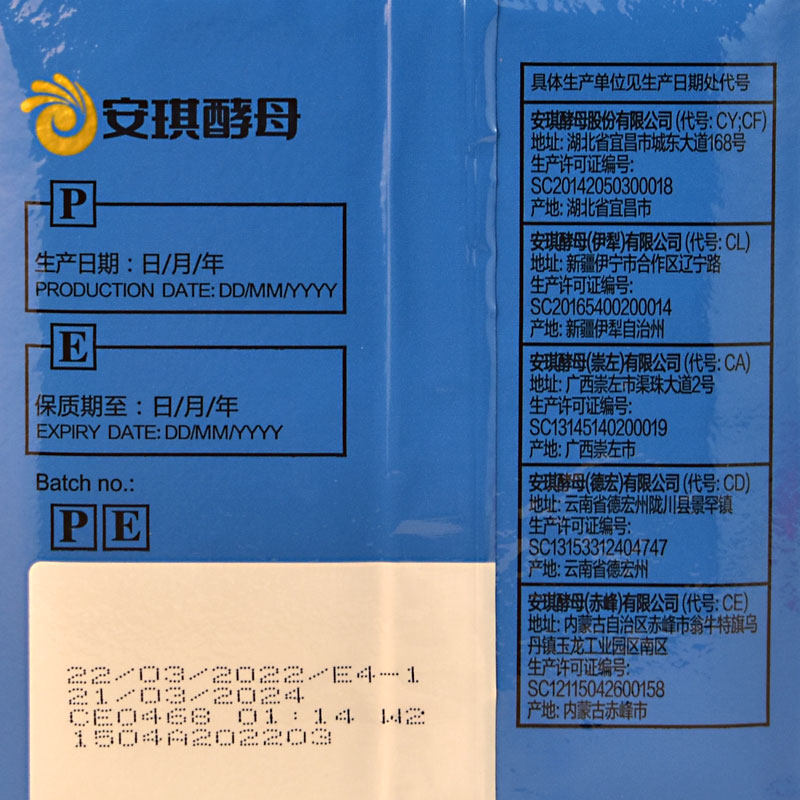 安琪酵母
P
生产日期：日/月/年
PRODUCTION DATE: DD/MM/YYYY
E
保质期至：日/月/年
EXPIRY DATE: DD/MM/YYYY
Batch no.:
P E
22/03/2022/E4-1
21/03/2024
CE0468 01:14 W2
1504A202203
具体生产单位见生产日期处代号
安琪酵母股份有限公司(代号: CY;CF)
地址: 湖北省宜昌市城东大道168号
生产许可证编号:
SC20142050300018
产地: 湖北省宜昌市
安琪酵母(伊犁)有限公司(代号: CL)
地址: 新疆伊宁市合作区辽宁路
生产许可证编号:
SC20165400200014
产地: 新疆伊犁自治州
安琪酵母(崇左)有限公司(代号: CA)
地址: 广西崇左市渠珠大道2号
生产许可证编号:
SC13145140200019
产地: 广西崇左市
安琪酵母(德宏)有限公司(代号: CD)
地址: 云南省德宏州陇川县景罕镇
生产许可证编号:
SC13153312404747
产地: 云南省德宏州
安琪酵母(赤峰)有限公司(代号: CE)
地址: 内蒙古自治区赤峰市翁牛特旗乌
丹镇玉龙工业园区南区
生产许可证编号:
SC12115042600158
产地: 内蒙古赤峰市